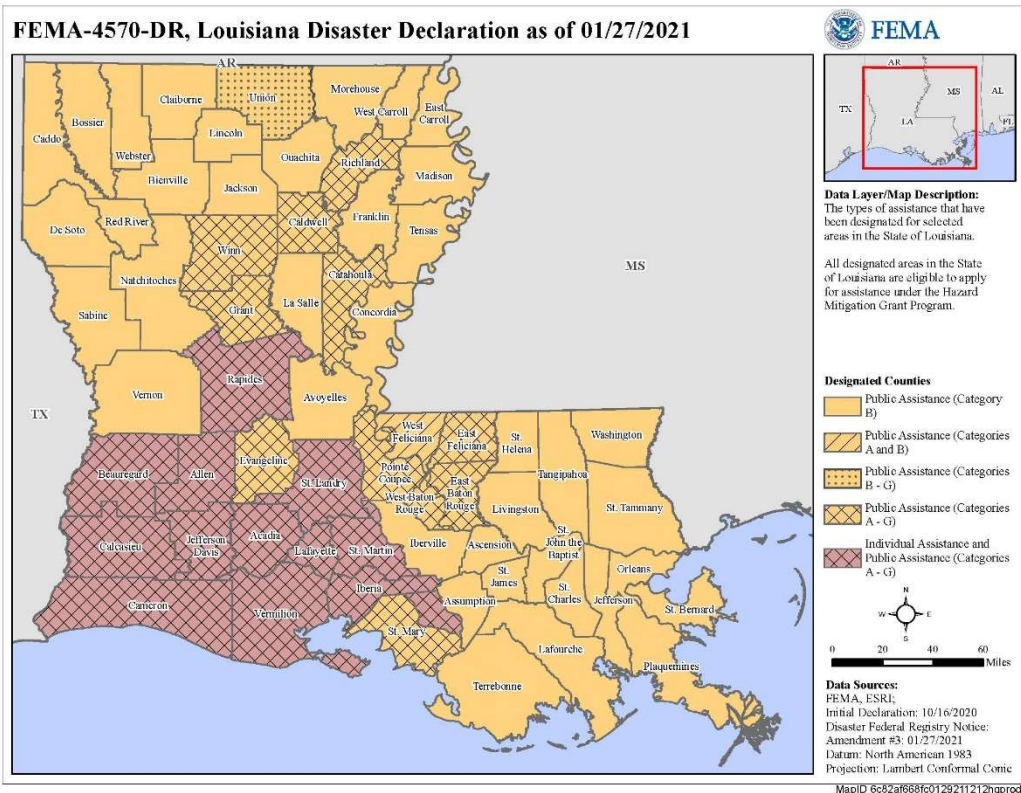 FEMA-4570-DR, Louisiana Disaster Declaration as of 01/27/2021
FEMA
AR
TX
LA
MS
AL
FL
AR
MS
TX
Caddo
Bossier
Webster
Claiborne
Union
Lincoln
Morehouse
West Carroll
East
Carroll
Ouachita
Richland
Madison
Bienville
Jackson
De Soto
Red River
Caldwell
Franklin
Tensas
Winn
Natchitoches
Catahoula
Sabine
Grant
La Salle
Concordia
Rapides
Vernon
Avoyelles
West
Feliciana
East
Feliciana
St.
Helena
Washington
Beauregard
Allen
Evangeline
St. Landry
Pointe
Coupee
West Baton
Rouge
East
Baton
Rouge
Tangipahoa
Livingston
St. Tammany
Calcasieu
Jefferson
Davis
Acadia
Lafayette
St. Martin
Iberville
Ascension
St.
John the
Baptist
St.
James
Orleans
Cameron
Vermilion
Iberia
Assumption
St.
Charles
Jefferson
St. Bernard
St. Mary
Lafourche
Plaquemines
Terrebonne
Data Layer/Map Description:
The types of assistance that have
been designated for selected
areas in the State of Louisiana.
All designated areas in the State
of Louisiana are eligible to apply
for assistance under the Hazard
Mitigation Grant Program.
Designated Counties
Public Assistance (Category
B)
Public Assistance (Categories
A and B)
Public Assistance (Categories
B - G)
Public Assistance (Categories
A - G)
Individual Assistance and
Public Assistance (Categories
A - G)
N
W
E
S
0 20 40 60
Miles
Data Sources:
FEMA, ESRI;
Initial Declaration: 10/16/2020
Disaster Federal Registry Notice:
Amendment #3: 01/27/2021
Datum: North American 1983
Projection: Lambert Conformal Conic
MapID 6c82af668fc0129211212hqprod